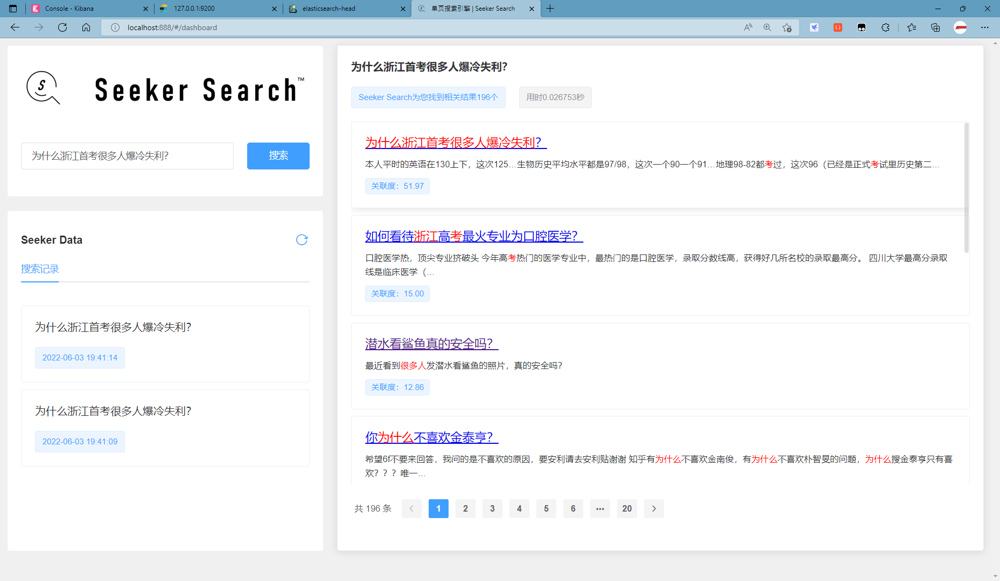 Console - Kibana
127.0.0.1:9200
elasticsearch-head
单页搜索引擎 | Seeker Search
localhost:888/#/dashboard
S
Seeker Search™
为什么浙江首考很多人爆冷失利?
搜索
Seeker Data
搜索记录
为什么浙江首考很多人爆冷失利?
2022-06-03 19:41:14
为什么浙江首考很多人爆冷失利?
2022-06-03 19:41:09
为什么浙江首考很多人爆冷失利?
Seeker Search为您找到相关结果196个
用时0.026753秒
为什么浙江首考很多人爆冷失利?
本人平时的英语在130上下，这次125…生物历史平均水平都是97/98，这次一个90一个91…地理98-82都考过，这次96（已经是正式考试里历史第二…
关联度：51.97
如何看待浙江高考最火专业为口腔医学？
口腔医学热，顶尖专业挤破头 今年高考热门的医学专业中，最热门的是口腔医学，录取分数线高，获得好几所名校的录取最高分。 四川大学最高分录取
线是临床医学（…
关联度：15.00
潜水看鲨鱼真的安全吗？
最近看到很多人发潜水看鲨鱼的照片，真的安全吗？
关联度：12.86
你为什么不喜欢金泰亨？
希望6f不要来回答，我问的是不喜欢的原因，要安利请去安利贴谢谢 知乎有为什么不喜欢金南俊，有为什么不喜欢朴智旻的问题，为什么搜金泰亨只有喜
欢？？？唯一…
共 196 条
1
2
3
4
5
6
•••
20